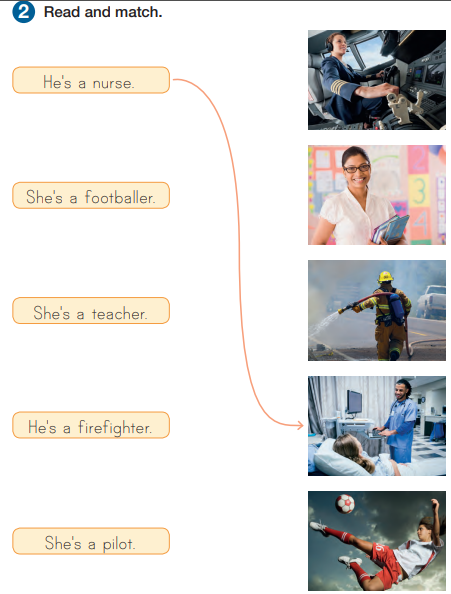 2 Read and match.
He's a nurse.
She's a footballer.
She's a teacher.
He's a firefighter.
She's a pilot.